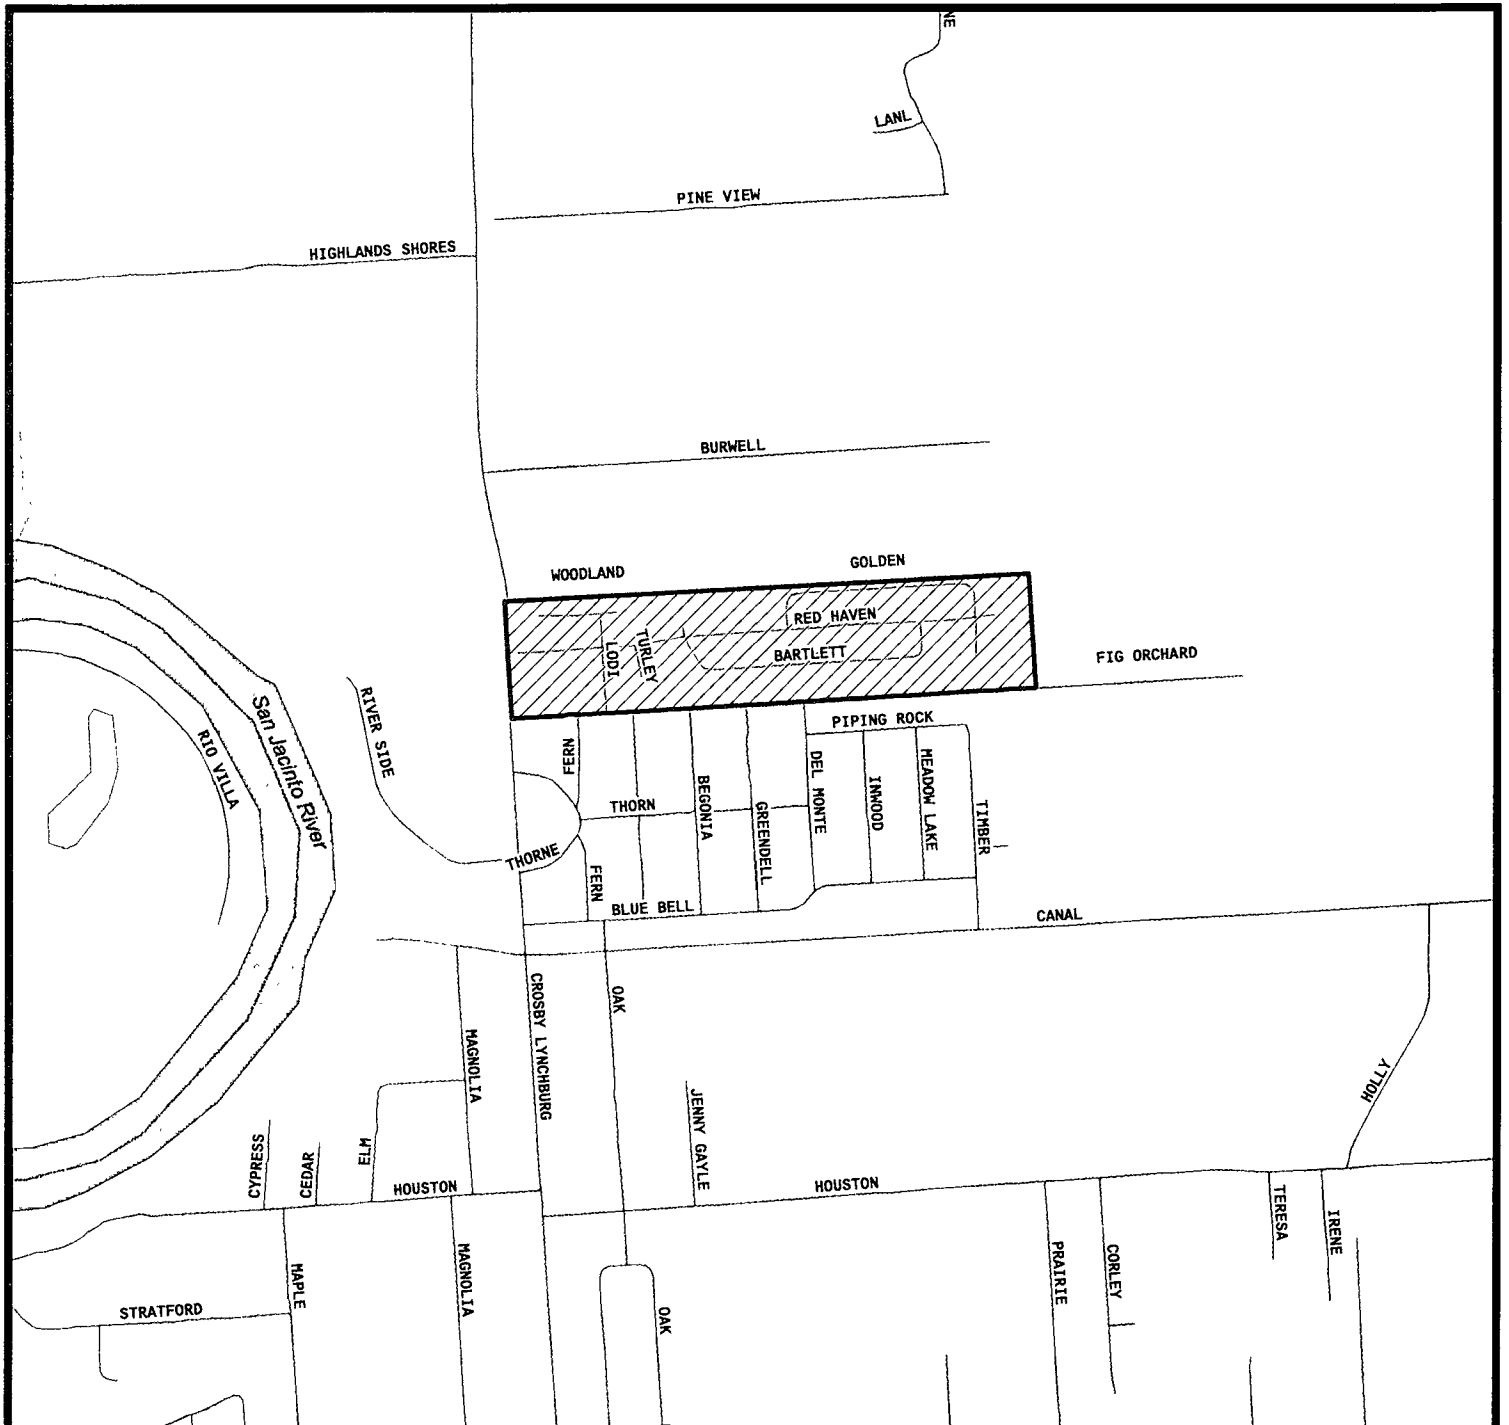 NE
LANL
PINE VIEW
HIGHLANDS SHORES
BURWELL
GOLDEN
WOODLAND
RED HAVEN
TURLEY
LODI
BARTLETT
FIG ORCHARD
RIVER SIDE
San Jacinto River
RIO VILLA
PIPING ROCK
FERN
DEL MONTE
INWOOD
MEADOW LAKE
BEGONIA
GREENDELL
TIMBER
THORN
THORNE
FERN
BLUE BELL
CANAL
CROSBY LYNCHBURG
OAK
MAGNOLIA
HOLLY
JENNY GAYLE
CYPRESS
CEDAR
ELM
HOUSTON
HOUSTON
TERESA
IRENE
MAPLE
MAGNOLIA
PRAIRIE
CORLEY
STRATFORD
OAK